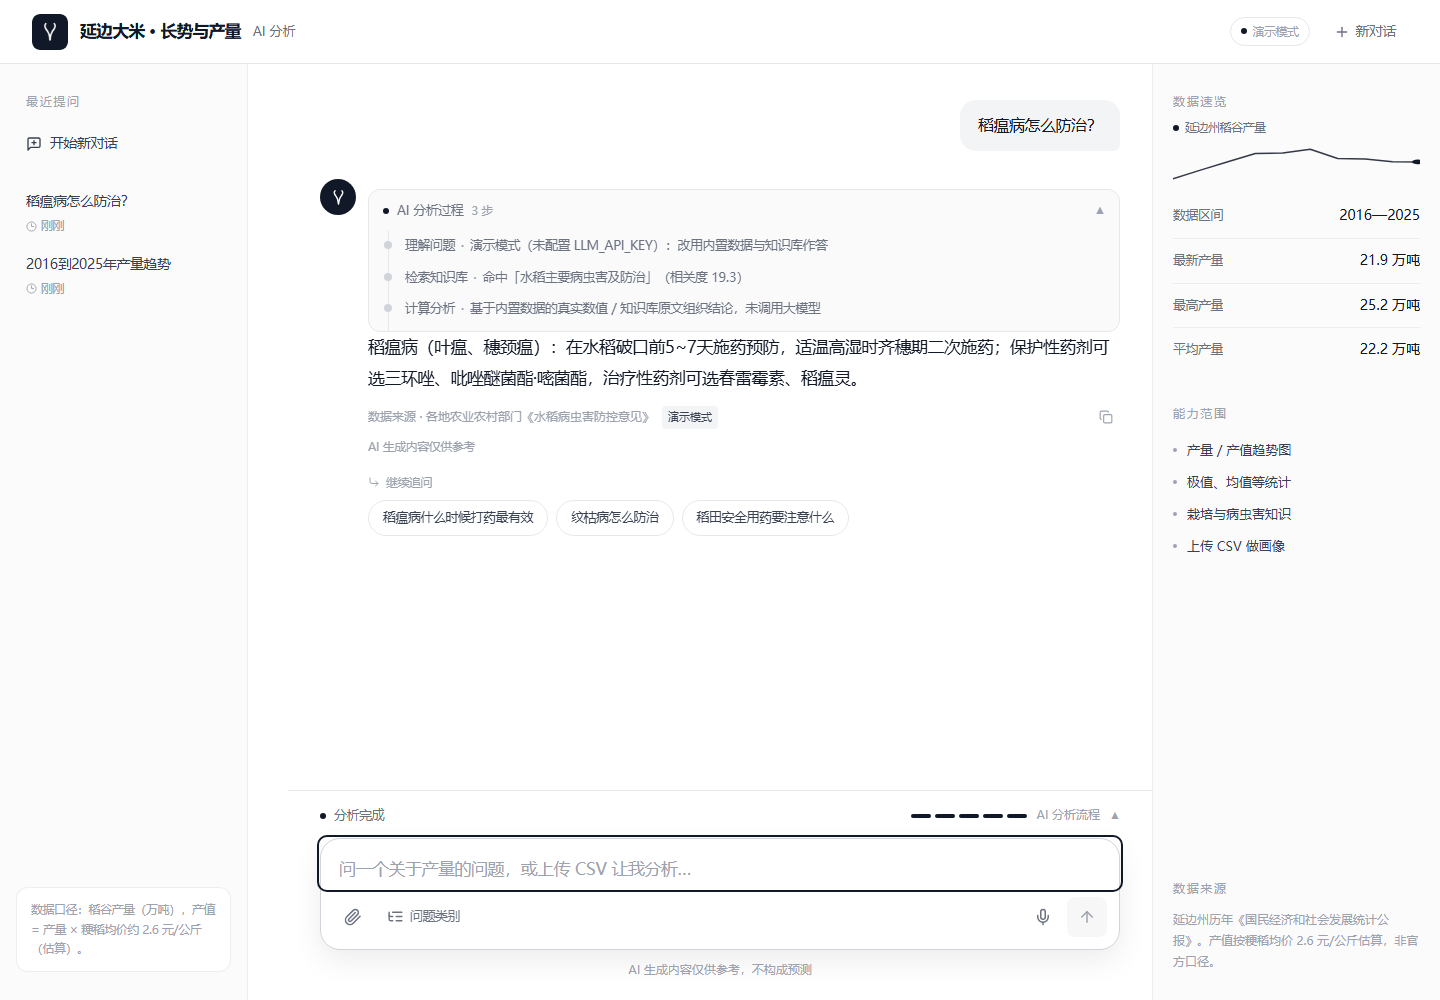 延边大米 • 长势与产量 AI 分析
演示模式
新对话
最近提问
开始新对话
稻瘟病怎么防治？
刚刚
2016到2025年产量趋势
刚刚
数据口径：稻谷产量（万吨），产值
= 产量 × 粳稻均价约 2.6 元/公斤
（估算）。
稻瘟病怎么防治？
AI 分析过程 3 步
理解问题 · 演示模式（未配置 LLM_API_KEY）：改用内置数据与知识库作答
检索知识库 · 命中「水稻主要病虫害及防治」（相关度 19.3）
计算分析 · 基于内置数据的真实数值 / 知识库原文组织结论，未调用大模型
稻瘟病（叶瘟、穗颈瘟）：在水稻破口前5~7天施药预防，适温高湿时齐穗期二次施药；保护性药剂可
选三环唑、吡唑醚菌酯·嘧菌酯，治疗性药剂可选春雷霉素、稻瘟灵。
数据来源 · 各地农业农村部门《水稻病虫害防控意见》 演示模式
AI 生成内容仅供参考
继续追问
稻瘟病什么时候打药最有效
纹枯病怎么防治
稻田安全用药要注意什么
分析完成
AI 分析流程
问一个关于产量的问题，或上传 CSV 让我分析...
问题类别
AI 生成内容仅供参考，不构成预测
数据速览
延边州稻谷产量
数据区间 2016—2025
最新产量 21.9 万吨
最高产量 25.2 万吨
平均产量 22.2 万吨
能力范围
产量 / 产值趋势图
极值、均值等统计
栽培与病虫害知识
上传 CSV 做画像
数据来源
延边州历年《国民经济和社会发展统计公
报》。产值按粳稻均价 2.6 元/公斤估算，非官
方口径。